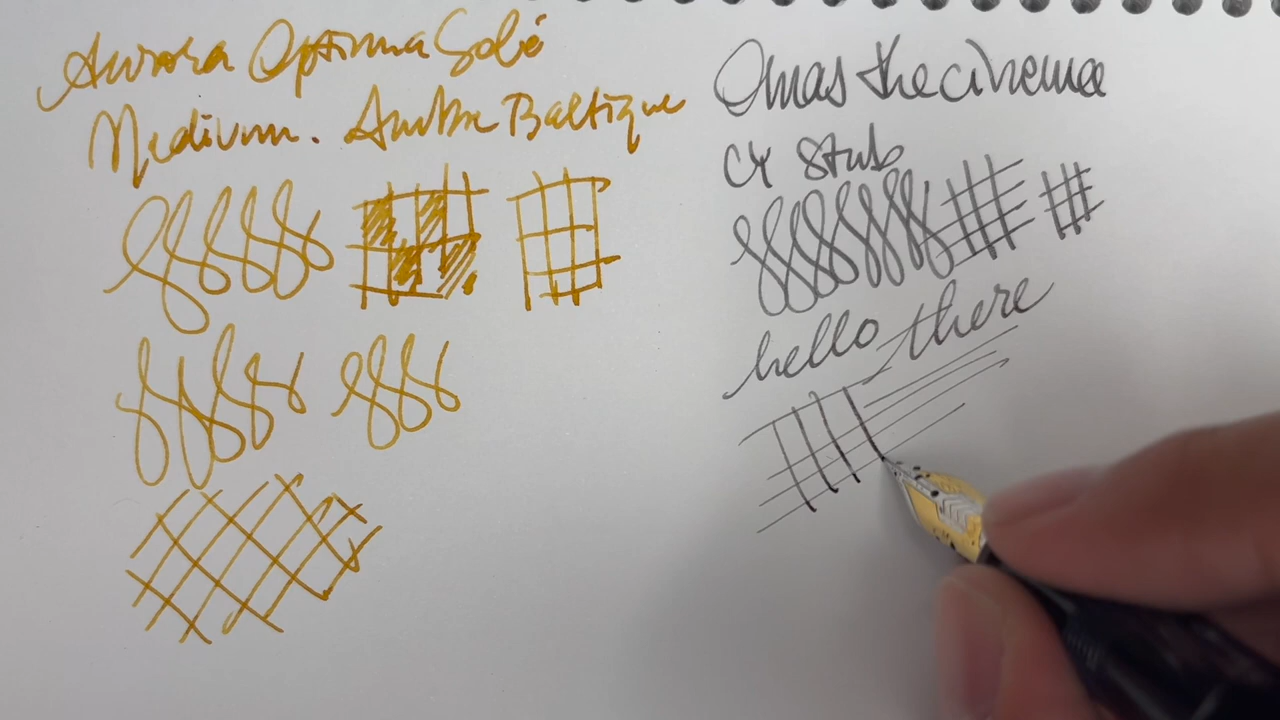 Aurora Optima Solé
Medium. Ambre Baltique
Omas the cinema
CY Stub
hello there